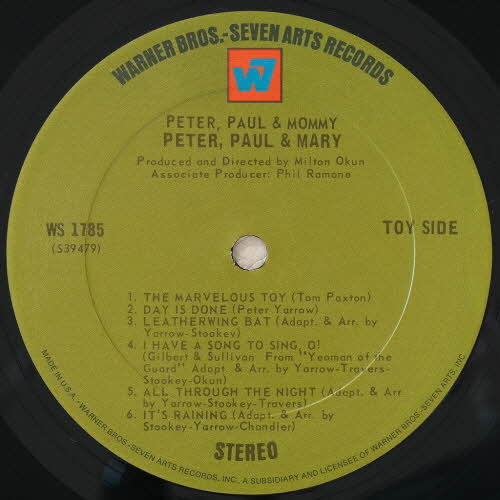 WARNER BROS.-SEVEN ARTS RECORDS
W7
PETER, PAUL & MOMMY
PETER, PAUL & MARY
Produced and Directed by Milton Okun
Associate Producer: Phil Ramone
WS 1785
(S39479)
TOY SIDE
1. THE MARVELOUS TOY (Tom Paxton)
2. DAY IS DONE (Peter Yarrow)
3. LEATHERWING BAT (Adapt. & Arr. by
Yarrow-Stookey)
4. I HAVE A SONG TO SING, O!
(Gilbert & Sullivan From "Yeoman of the
Guard" Adapt & Arr. by Yarrow-Travers-
Stookey-Okun)
5. ALL THROUGH THE NIGHT (Adapt. & Arr
by Yarrow-Stookey-Travers)
6. IT'S RAINING (Adapt. & Arr. by
Stookey-Yarrow-Chandler)
STEREO
MADE IN U.S.A. - WARNER BROS.-SEVEN ARTS RECORDS, INC., A SUBSIDIARY AND LICENSEE OF WARNER BROS.-SEVEN ARTS, INC.